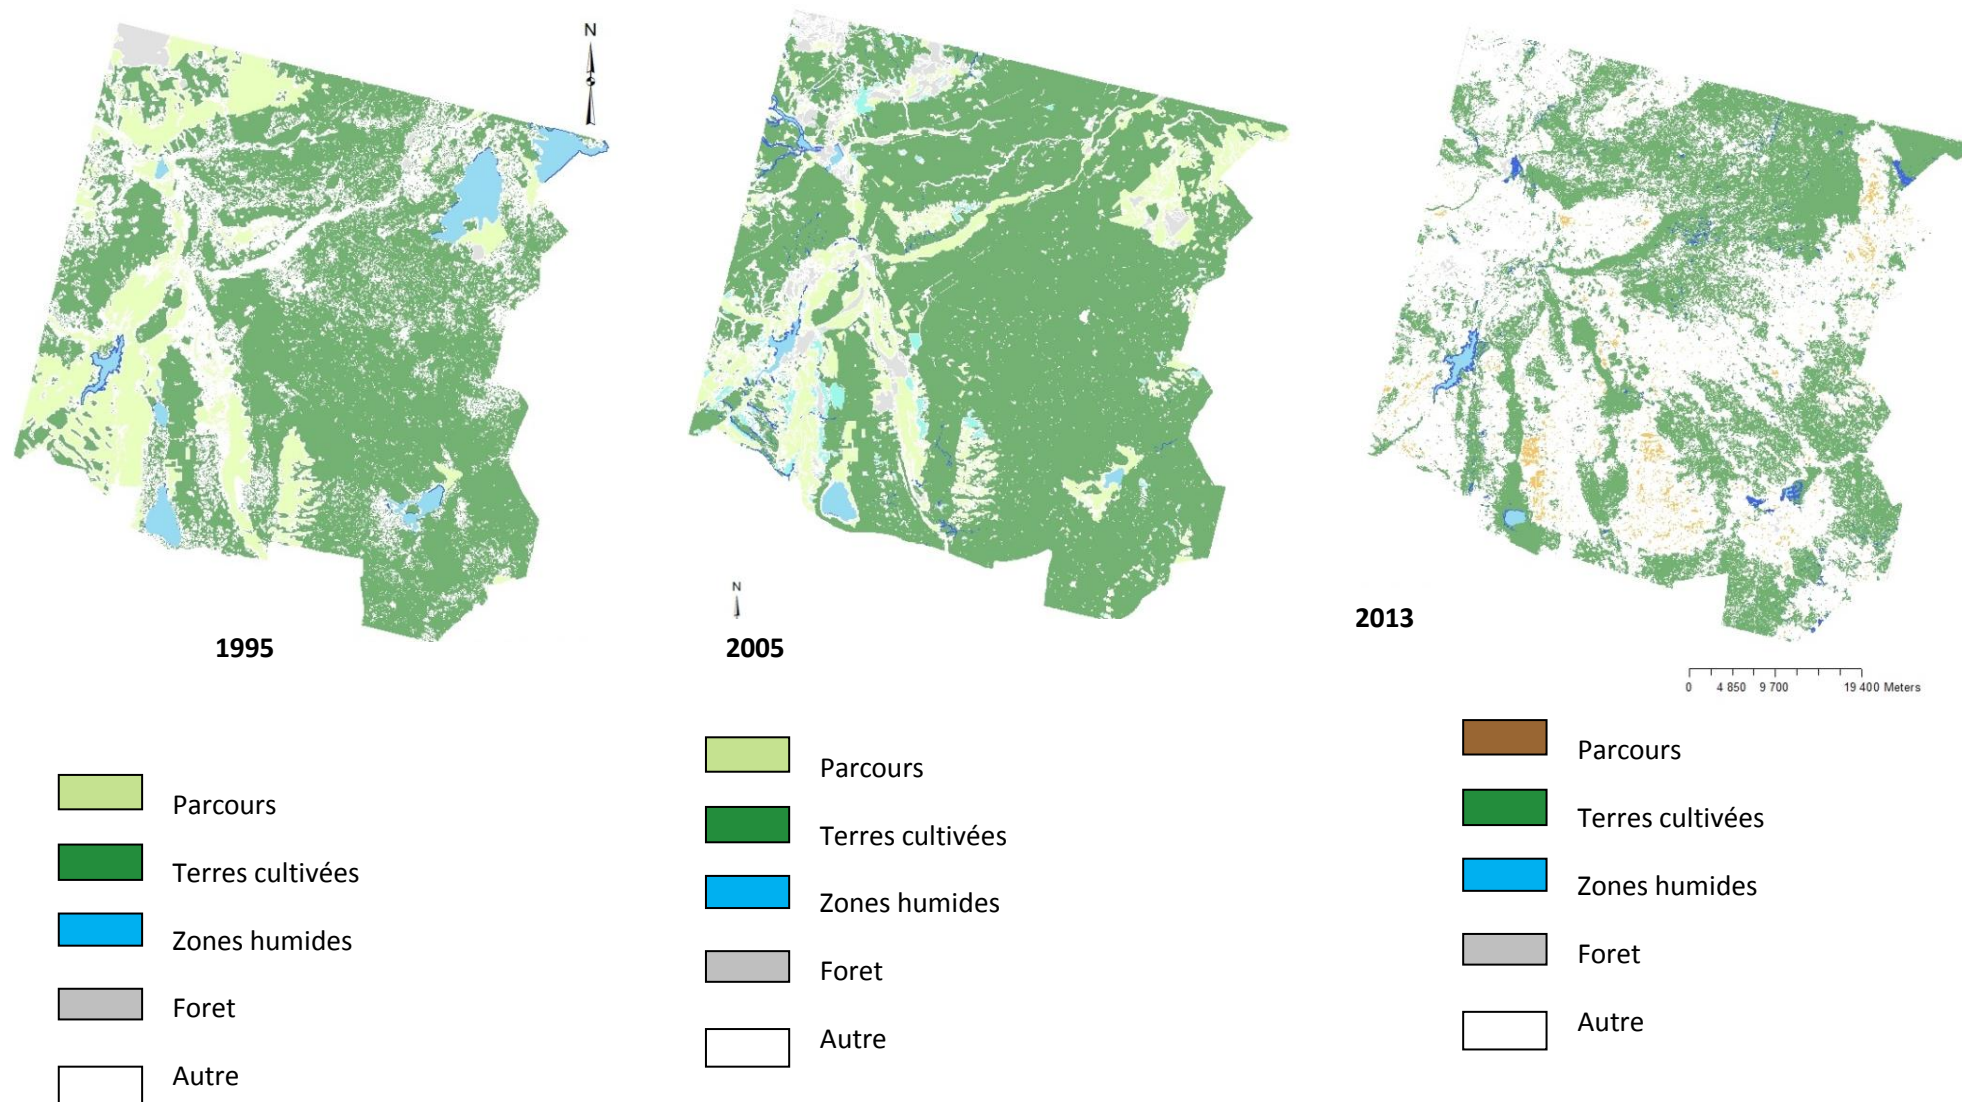 N
1995
Parcours
Terres cultivées
Zones humides
Foret
Autre
N
2005
Parcours
Terres cultivées
Zones humides
Foret
Autre
2013
0 4 850 9 700 19 400 Meters
Parcours
Terres cultivées
Zones humides
Foret
Autre